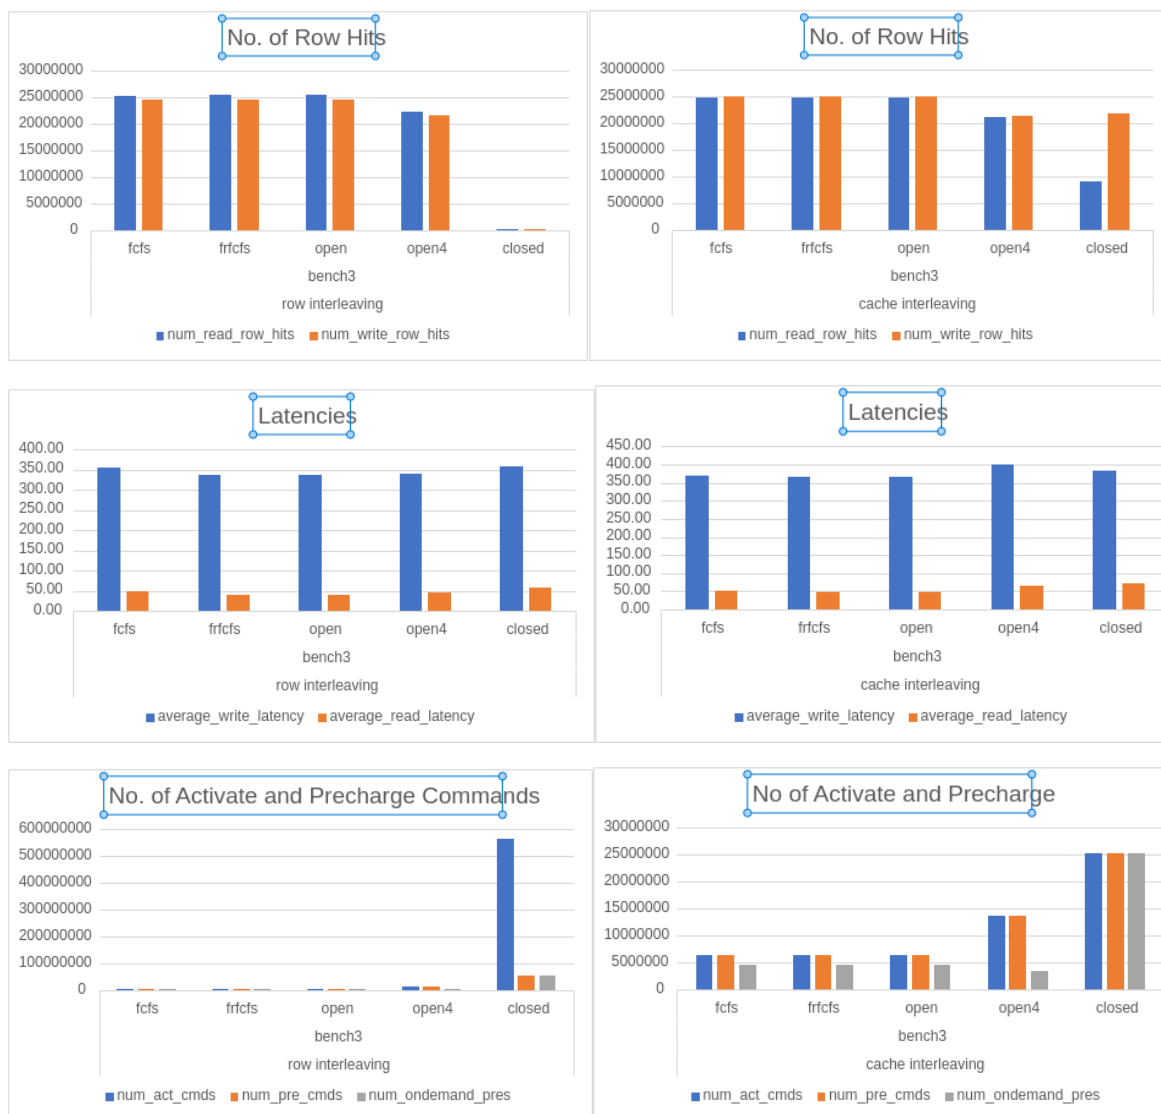 No. of Row Hits
30000000
25000000
20000000
15000000
10000000
5000000
0
fcfs frfcfs open open4 closed
bench3
row interleaving
num_read_row_hits num_write_row_hits
No. of Row Hits
30000000
25000000
20000000
15000000
10000000
5000000
0
fcfs frfcfs open open4 closed
bench3
cache interleaving
num_read_row_hits num_write_row_hits
Latencies
400.00
350.00
300.00
250.00
200.00
150.00
100.00
50.00
0.00
fcfs frfcfs open open4 closed
bench3
row interleaving
average_write_latency average_read_latency
Latencies
450.00
400.00
350.00
300.00
250.00
200.00
150.00
100.00
50.00
0.00
fcfs frfcfs open open4 closed
bench3
cache interleaving
average_write_latency average_read_latency
No. of Activate and Precharge Commands
600000000
500000000
400000000
300000000
200000000
100000000
0
fcfs frfcfs open open4 closed
bench3
row interleaving
num_act_cmds num_pre_cmds num_ondemand_pres
No of Activate and Precharge
30000000
25000000
20000000
15000000
10000000
5000000
0
fcfs frfcfs open open4 closed
bench3
cache interleaving
num_act_cmds num_pre_cmds num_ondemand_pres